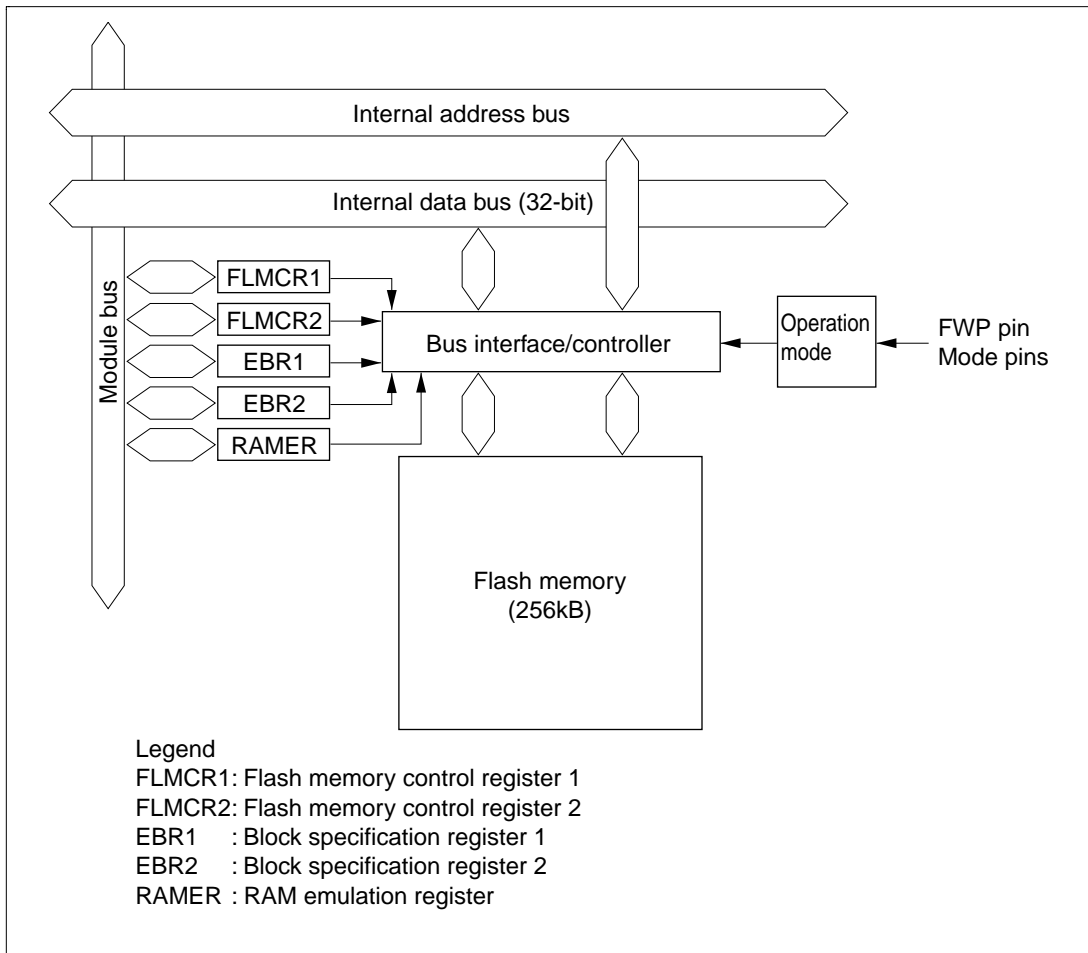 Internal address bus
Internal data bus (32-bit)
Module bus
FLMCR1
FLMCR2
EBR1
EBR2
RAMER
Bus interface/controller
Operation
mode
FWP pin
Mode pins
Flash memory
(256kB)
Legend
FLMCR1: Flash memory control register 1
FLMCR2: Flash memory control register 2
EBR1 : Block specification register 1
EBR2 : Block specification register 2
RAMER : RAM emulation register